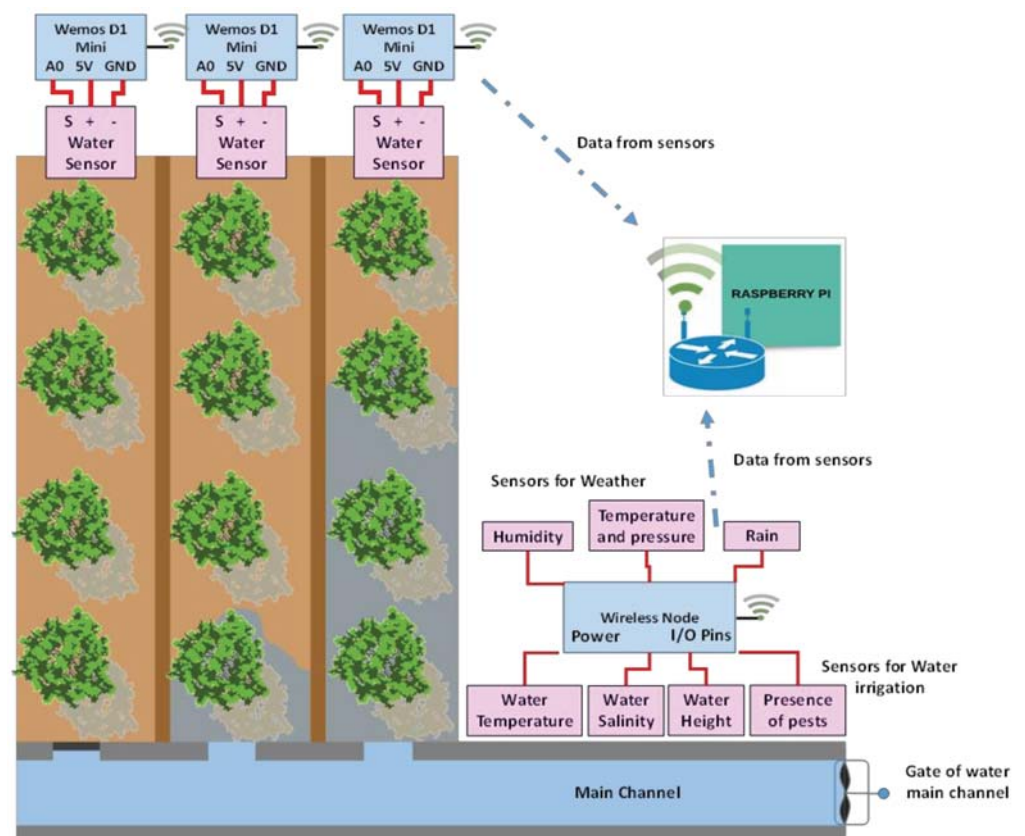 Wemos D1
Mini
A0 5V GND
Wemos D1
Mini
A0 5V GND
Wemos D1
Mini
A0 5V GND
S + -
Water
Sensor
S + -
Water
Sensor
S + -
Water
Sensor
Data from sensors
RASPBERRY PI
Data from sensors
Sensors for Weather
Humidity
Temperature
and pressure
Rain
Wireless Node
Power I/O Pins
Sensors for Water
irrigation
Water
Temperature
Water
Salinity
Water
Height
Presence
of pests
Main Channel
Gate of water
main channel